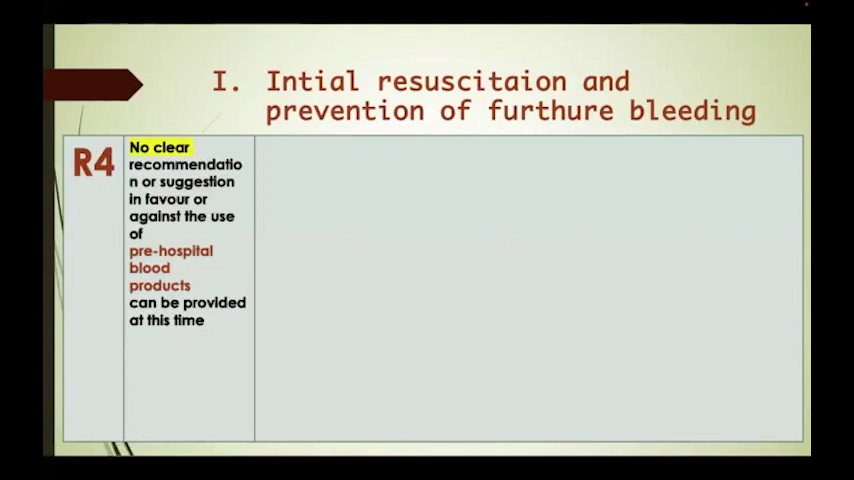 I. Intial resuscitaion and
prevention of furthure bleeding
R4
No clear
recommendatio
n or suggestion
in favour or
against the use
of
pre-hospital
blood
products
can be provided
at this time